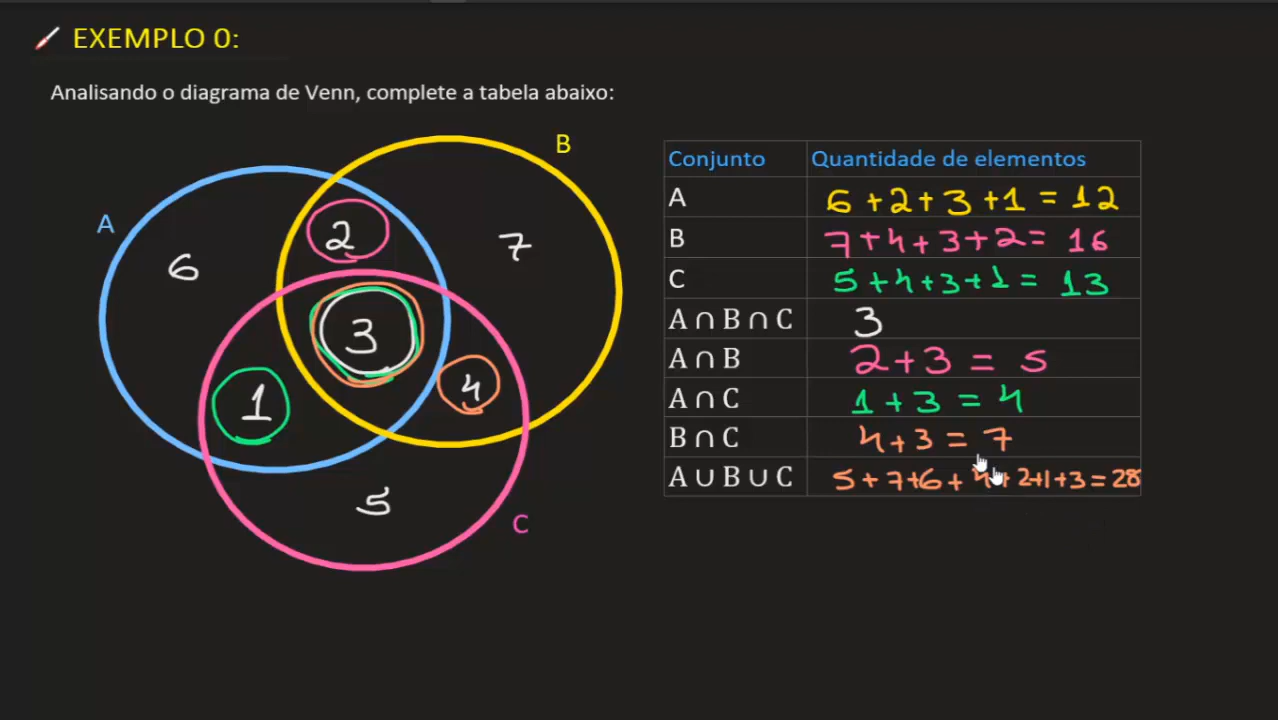 EXEMPLO 0:
Analisando o diagrama de Venn, complete a tabela abaixo:
A
B
C
6
2
7
3
1
4
5
Conjunto Quantidade de elementos
A 6 + 2 + 3 + 1 = 12
B 7 + 4 + 3 + 2 = 16
C 5 + 4 + 3 + 1 = 13
A ∩ B ∩ C 3
A ∩ B 2 + 3 = 5
A ∩ C 1 + 3 = 4
B ∩ C 4 + 3 = 7
A ∪ B ∪ C 5 + 7 + 6 + 4 + 2 + 1 + 3 = 28